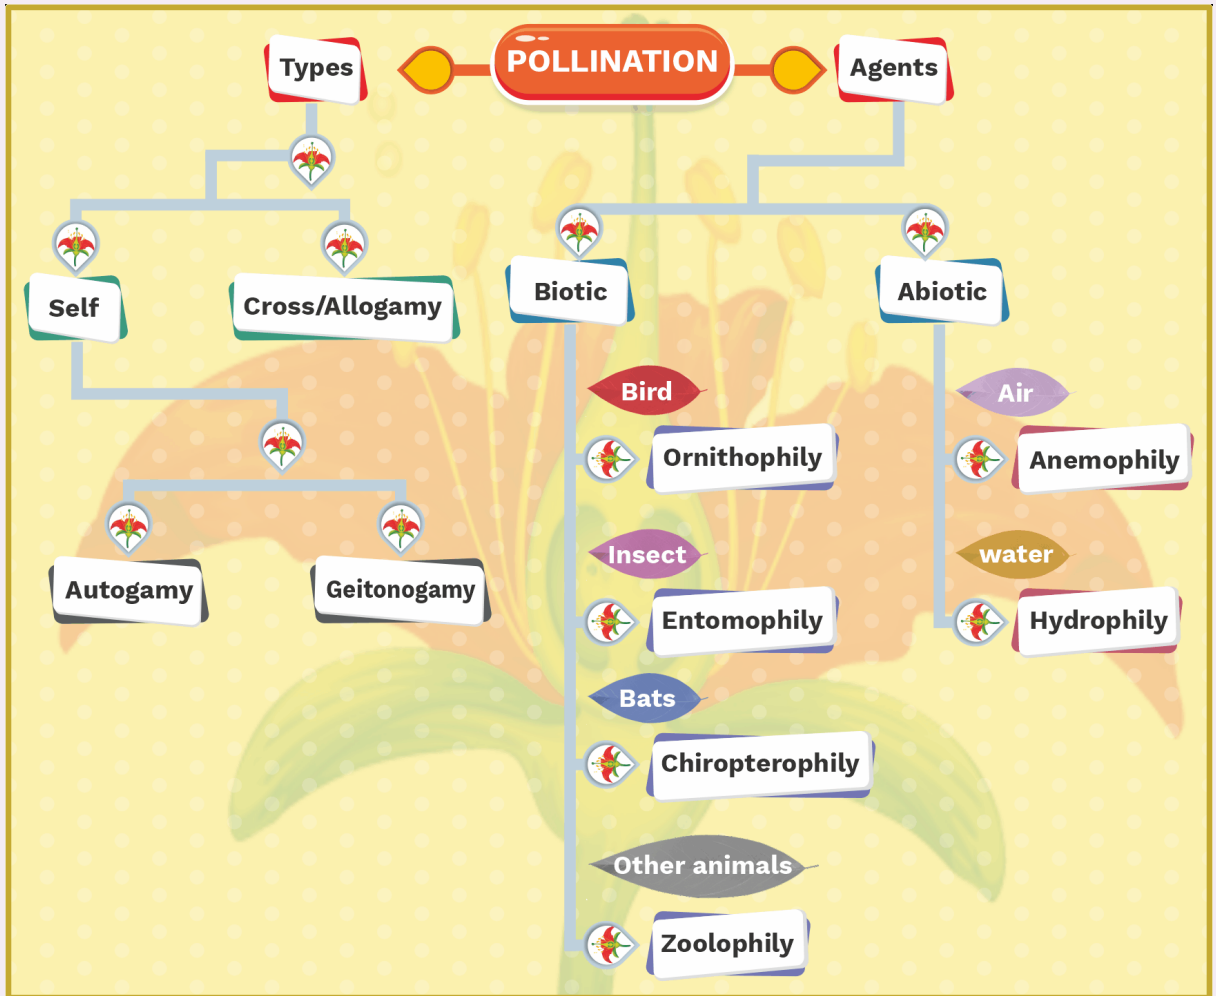 POLLINATION
Types
Agents
Self
Cross/Allogamy
Autogamy
Geitonogamy
Biotic
Abiotic
Bird
Ornithophily
Insect
Entomophily
Bats
Chiropterophily
Other animals
Zoolophily
Air
Anemophily
water
Hydrophily